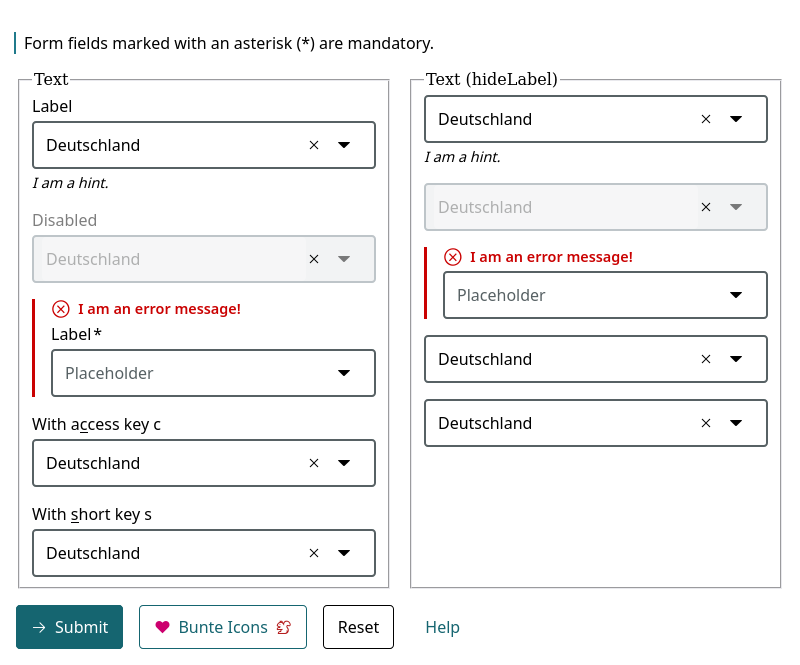 Form fields marked with an asterisk (*) are mandatory.
Text
Label
Deutschland
I am a hint.
Disabled
Deutschland
I am an error message!
Label*
Placeholder
With access key c
Deutschland
With short key s
Deutschland
Text (hideLabel)
Deutschland
I am a hint.
Deutschland
I am an error message!
Placeholder
Deutschland
Deutschland
Submit
Bunte Icons
Reset
Help